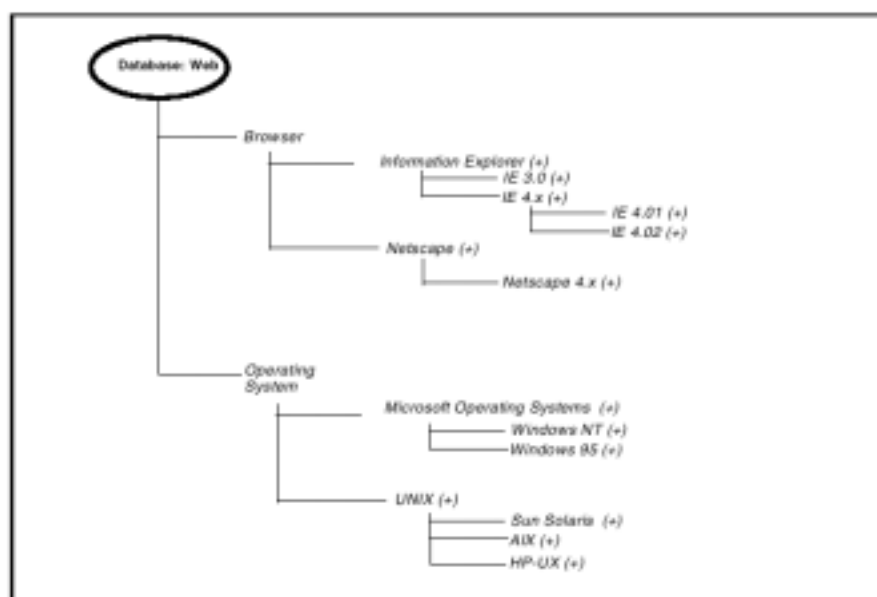 Database: Web
Browser
Information Explorer (+)
IE 3.0 (+)
IE 4.x (+)
IE 4.01 (+)
IE 4.02 (+)
Netscape (+)
Netscape 4.x (+)
Operating
System
Microsoft Operating Systems (+)
Windows NT (+)
Windows 95 (+)
UNIX (+)
Sun Solaris (+)
AIX (+)
HP-UX (+)